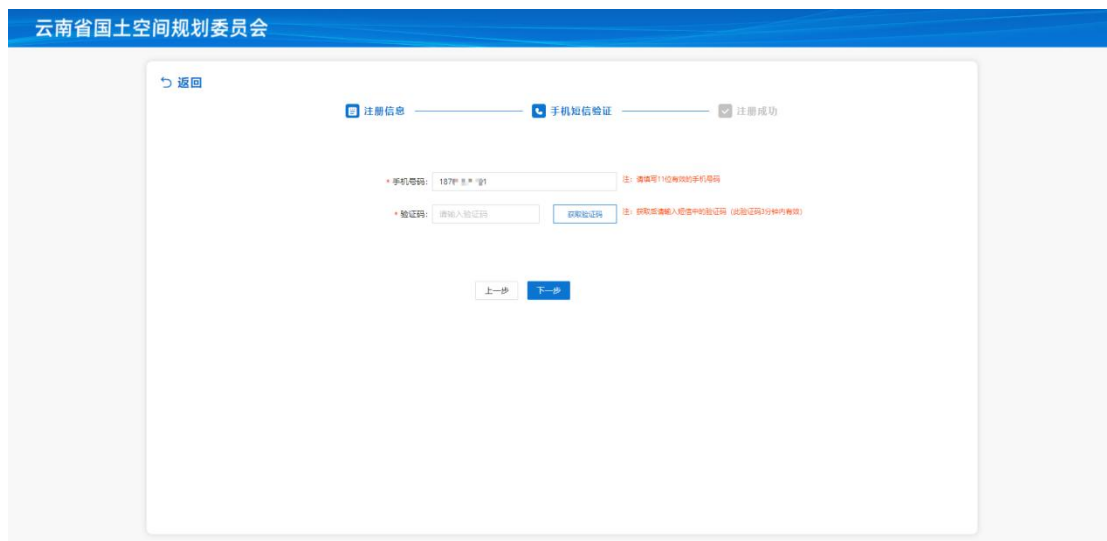 云南省国土空间规划委员会
返回
注册信息 手机短信验证 注册成功
* 手机号码: 注：请填写11位有效的手机号码
* 验证码: 请输入验证码 获取验证码 注：获取后请输入短信中的验证码（此验证码3分钟内有效）
上一步 下一步